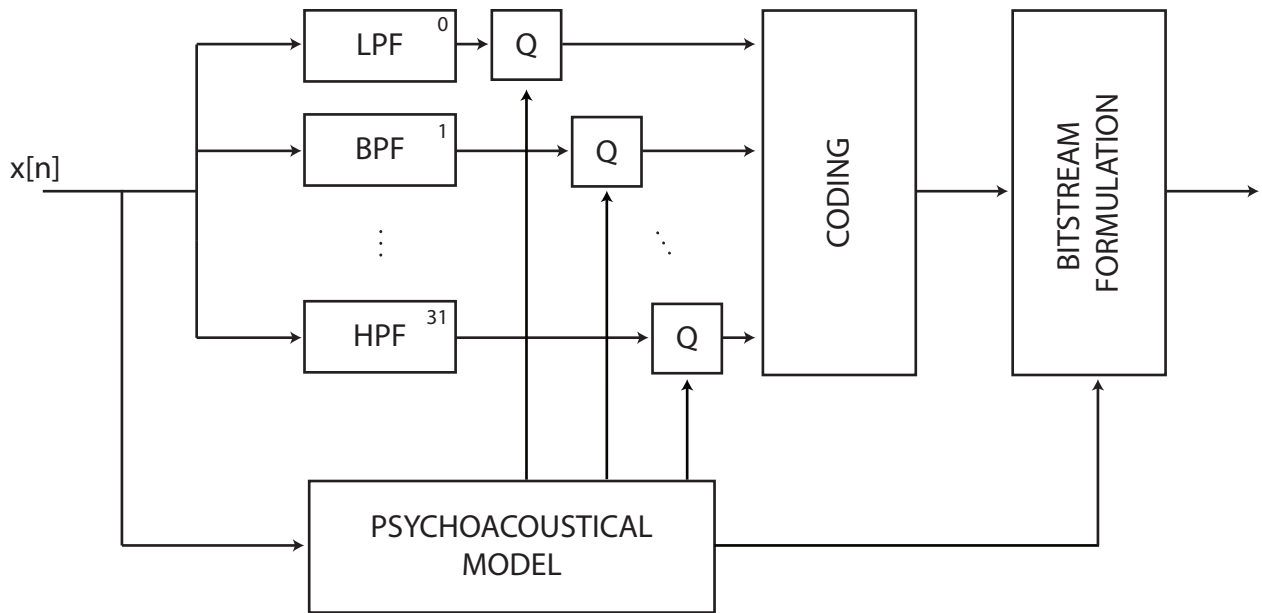 0
LPF
Q
1
BPF
Q
x[n]
CODING
BITSTREAM
FORMULATION
31
HPF
Q
PSYCHOACOUSTICAL
MODEL